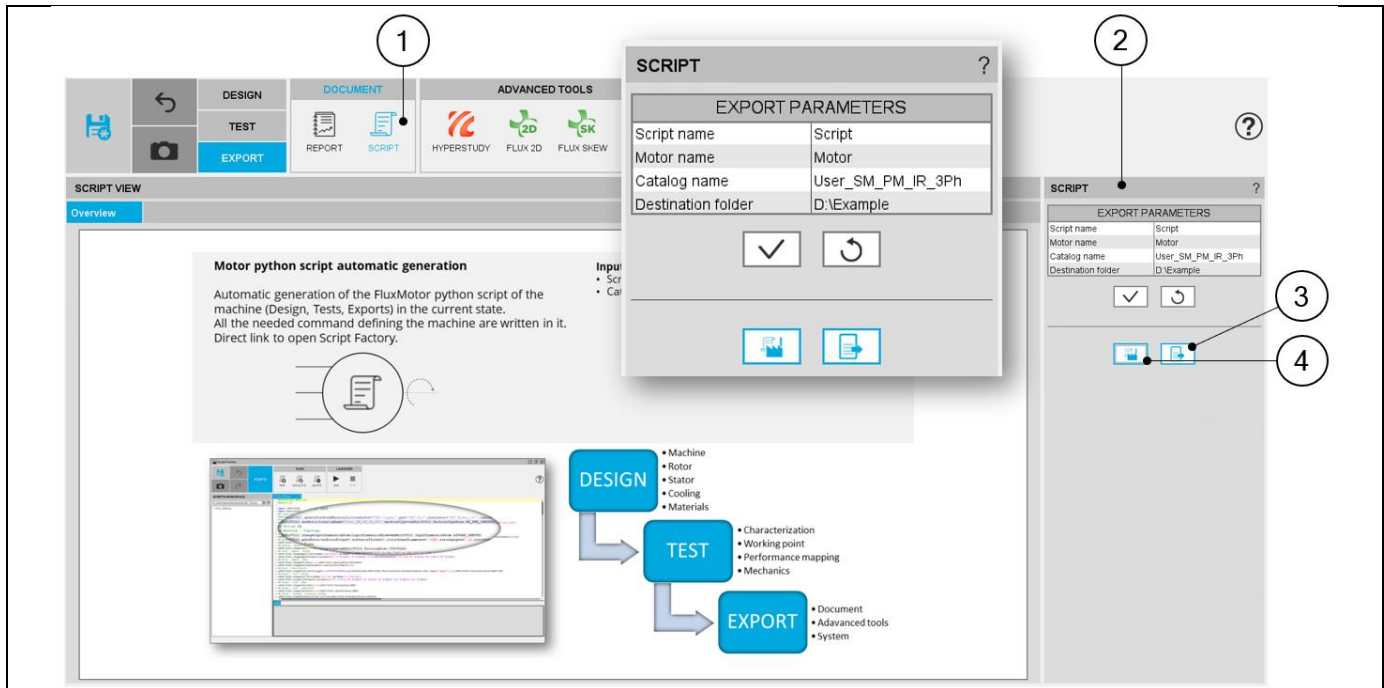 1
2
DESIGN
TEST
EXPORT
DOCUMENT
REPORT
SCRIPT
ADVANCED TOOLS
HYPERSTUDY
2D
FLUX 2D
SK
FLUX SKEW
?
SCRIPT
?
EXPORT PARAMETERS
Script name Script
Motor name Motor
Catalog name User_SM_PM_IR_3Ph
Destination folder D:\Example
SCRIPT VIEW
Overview
SCRIPT
?
EXPORT PARAMETERS
Script name Script
Motor name Motor
Catalog name User_SM_PM_IR_3Ph
Destination folder D:\Example
3
4
Motor python script automatic generation
Automatic generation of the FluxMotor python script of the
machine (Design, Tests, Exports) in the current state.
All the needed command defining the machine are written in it.
Direct link to open Script Factory.
DESIGN
• Machine
• Rotor
• Stator
• Cooling
• Materials
TEST
• Characterization
• Working point
• Performance mapping
• Mechanics
EXPORT
• Document
• Adavanced tools
• System